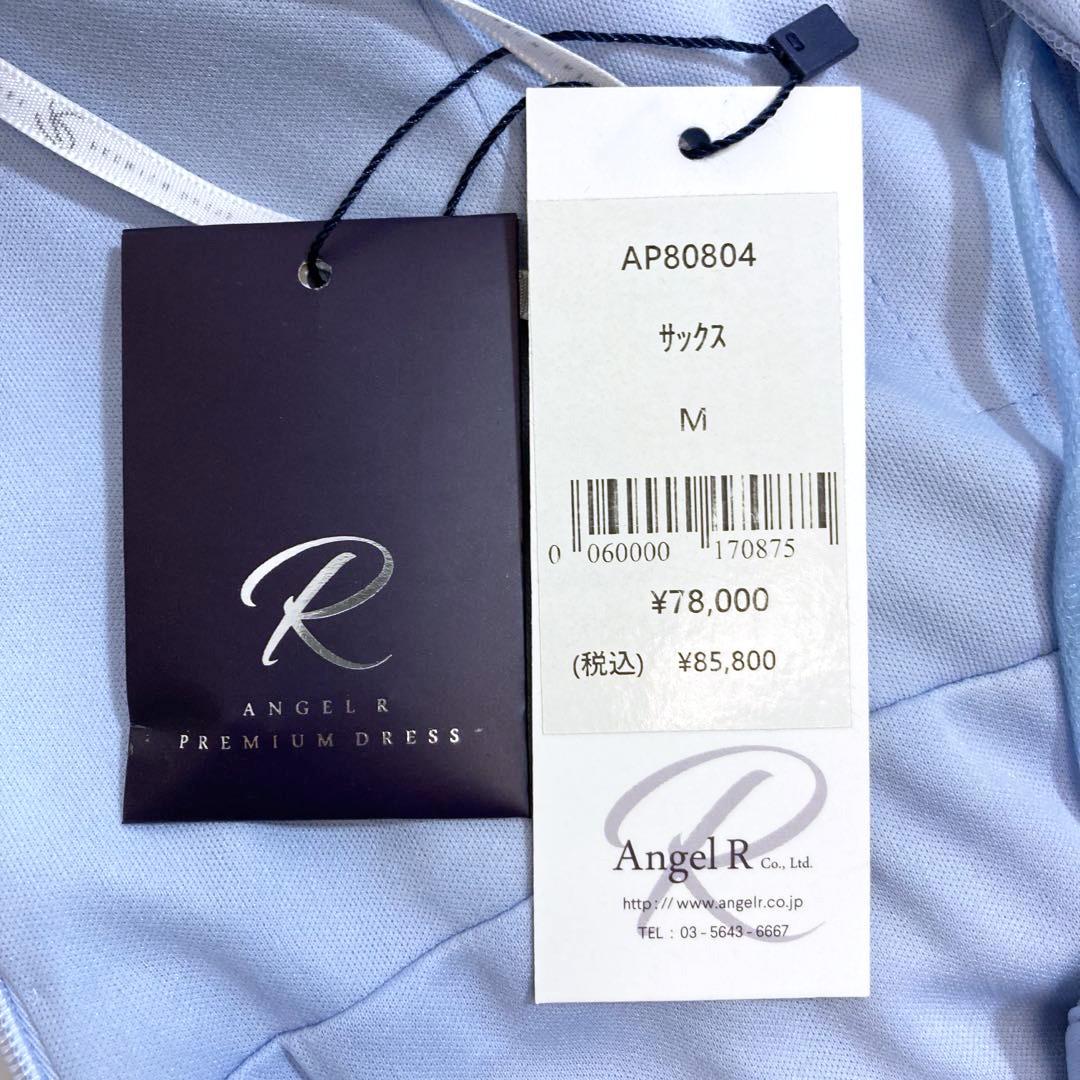 R
ANGEL R
PREMIUM DRESS
AP80804
サックス
M
0 060000 170875
¥78,000
(税込) ¥85,800
R
Angel R Co., Ltd.
http://www.angelr.co.jp
TEL : 03-5643-6667